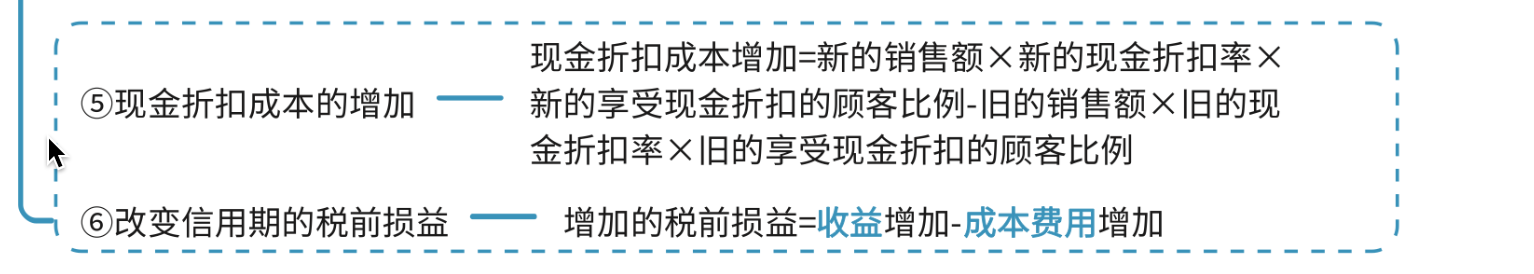 ⑤现金折扣成本的增加
现金折扣成本增加=新的销售额×新的现金折扣率×
新的享受现金折扣的顾客比例-旧的销售额×旧的现
金折扣率×旧的享受现金折扣的顾客比例
⑥改变信用期的税前损益
增加的税前损益=收益增加-成本费用增加